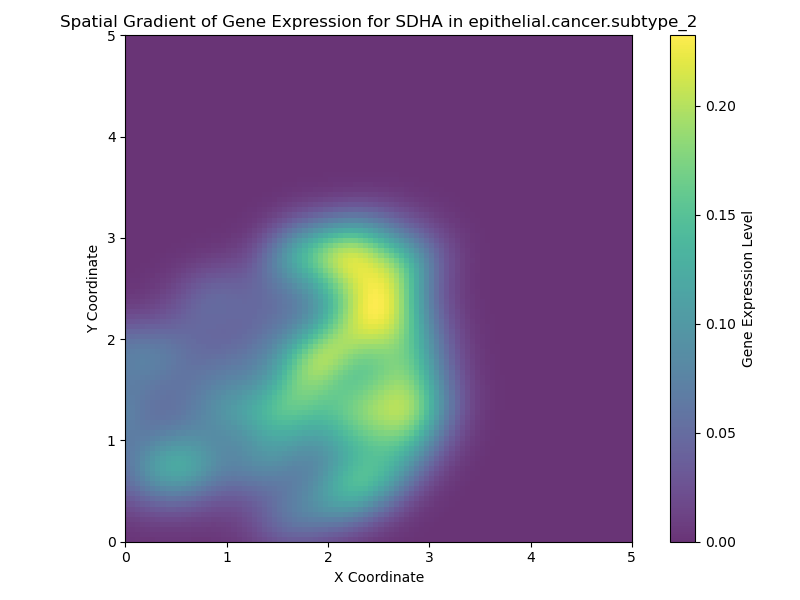 Spatial Gradient of Gene Expression for SDHA in epithelial.cancer.subtype_2
5
4
3
2
1
0
0 1 2 3 4 5
X Coordinate
Y Coordinate
0.20
0.15
0.10
0.05
0.00
Gene Expression Level